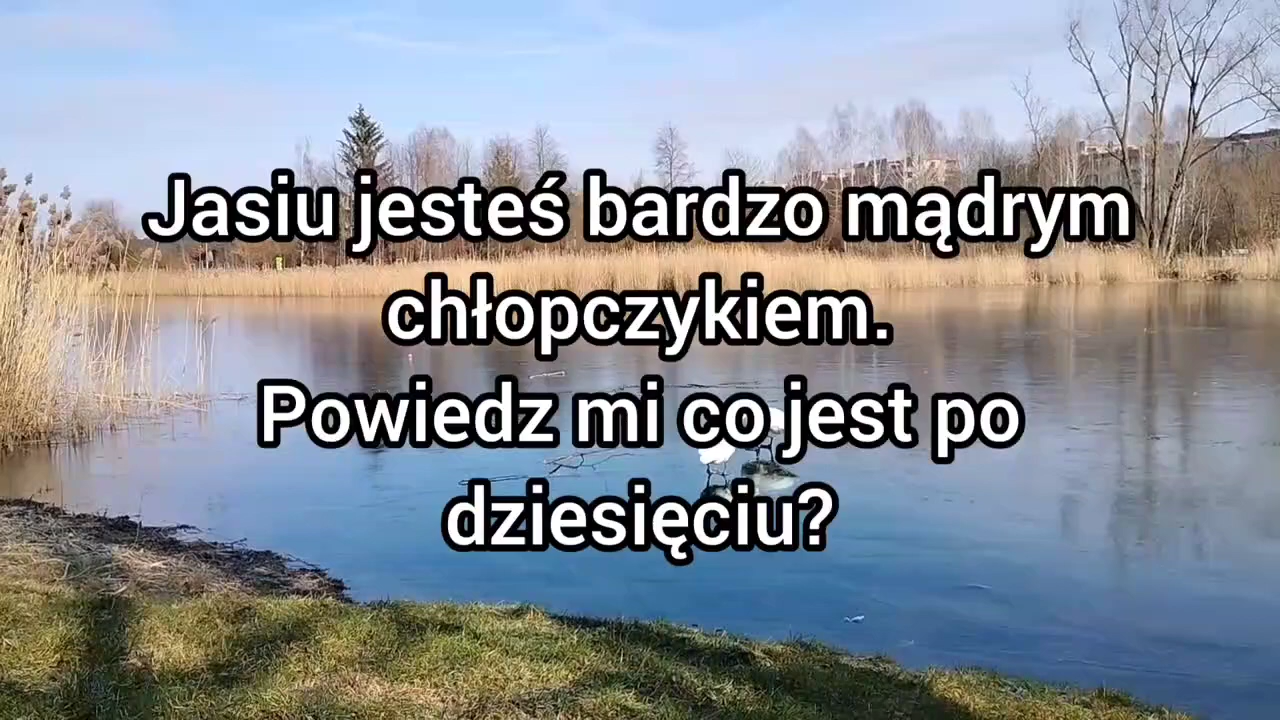 Jasiu jesteś bardzo mądrym
chłopczykiem.
Powiedz mi co jest po
dziesięciu?